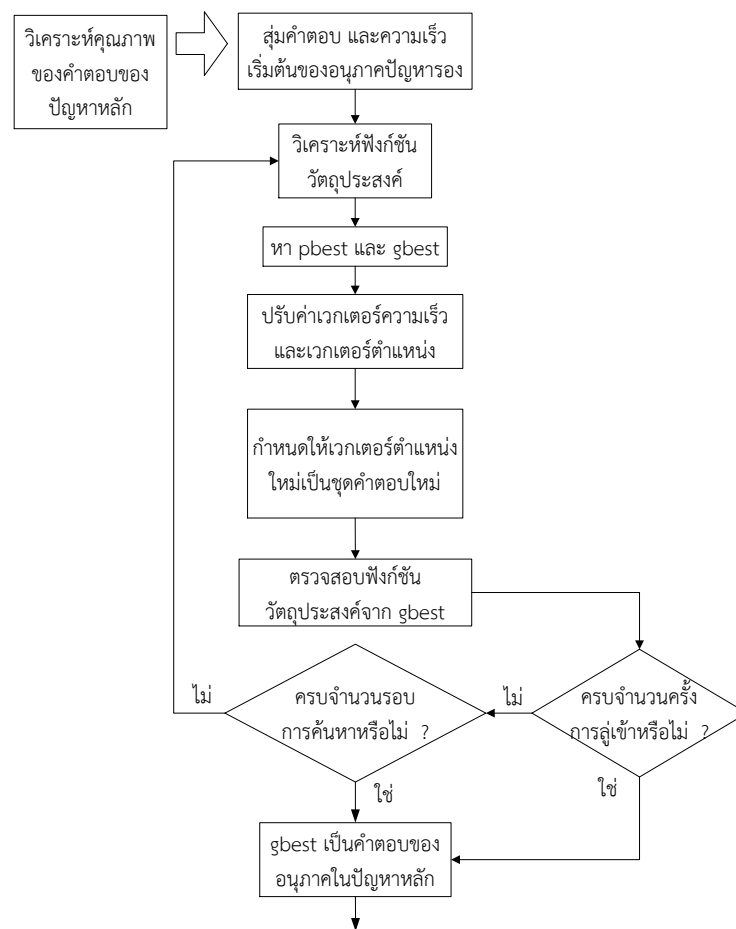 วิเคราะห์คุณภาพ
ของคำตอบของ
ปัญหาหลัก
สุ่มคำตอบ และความเร็ว
เริ่มต้นของอนุภาคปัญหารอง
วิเคราะห์ฟังก์ชัน
วัตถุประสงค์
หา pbest และ gbest
ปรับค่าเวกเตอร์ความเร็ว
และเวกเตอร์ตำแหน่ง
กำหนดให้เวกเตอร์ตำแหน่ง
ใหม่เป็นชุดคำตอบใหม่
ตรวจสอบฟังก์ชัน
วัตถุประสงค์จาก gbest
ไม่
ครบจำนวนรอบ
การค้นหาหรือไม่ ?
ไม่
ครบจำนวนครั้ง
การลู่เข้าหรือไม่ ?
ใช่
ใช่
gbest เป็นคำตอบของ
อนุภาคในปัญหาหลัก